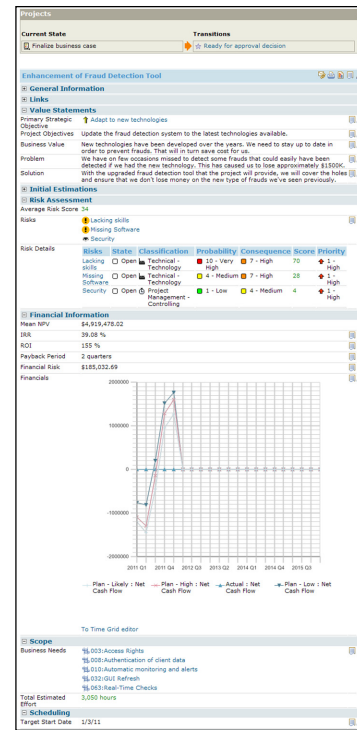 Projects
Current State
Transitions
Finalize business case
Ready for approval decision
Enhancement of Fraud Detection Tool
General Information
Links
Value Statements
Primary Strategic Objective
Adapt to new technologies
Project Objectives
Update the fraud detection system to the latest technologies available.
Business Value
New technologies have been developed over the years. We need to stay up to date in
order to prevent frauds. That will in turn save cost for us.
Problem
We have on few occasions missed to detect some frauds that could easily have been
detected if we had the new technology. This has caused us to lose approximately $1500K.
Solution
With the upgraded fraud detection tool that the project will provide, we will cover the holes
and ensure that we don't lose money on the new type of frauds we've seen previously.
Initial Estimations
Risk Assessment
Average Risk Score 34
Risks
Lacking skills
Missing Software
Security
Risk Details
Risks State Classification Probability Consequence Score Priority
Lacking skills Open Technical - Technology 10 - Very High 7 - High 70 1 - High
Missing Software Open Technical - Technology 4 - Medium 7 - High 28 1 - High
Security Open Project Management - Controlling 1 - Low 4 - Medium 4 1 - High
Financial Information
Mean NPV $4,919,478.02
IRR 39.08 %
ROI 155 %
Payback Period 2 quarters
Financial Risk $185,032.69
Financials
2000000
1000000
0
-1000000
-2000000
2011 Q1 2011 Q4 2012 Q3 2013 Q2 2014 Q1 2014 Q4 2015 Q3
Plan - Likely : Net Cash Flow
Plan - High : Net Cash Flow
Actual : Net Cash Flow
Plan - Low : Net Cash Flow
To Time Grid editor
Scope
Business Needs
003:Access Rights
008:Authentication of client data
010:Automatic monitoring and alerts
032:GUI Refresh
063:Real-Time Checks
Total Estimated Effort
3,050 hours
Scheduling
Target Start Date 1/3/11